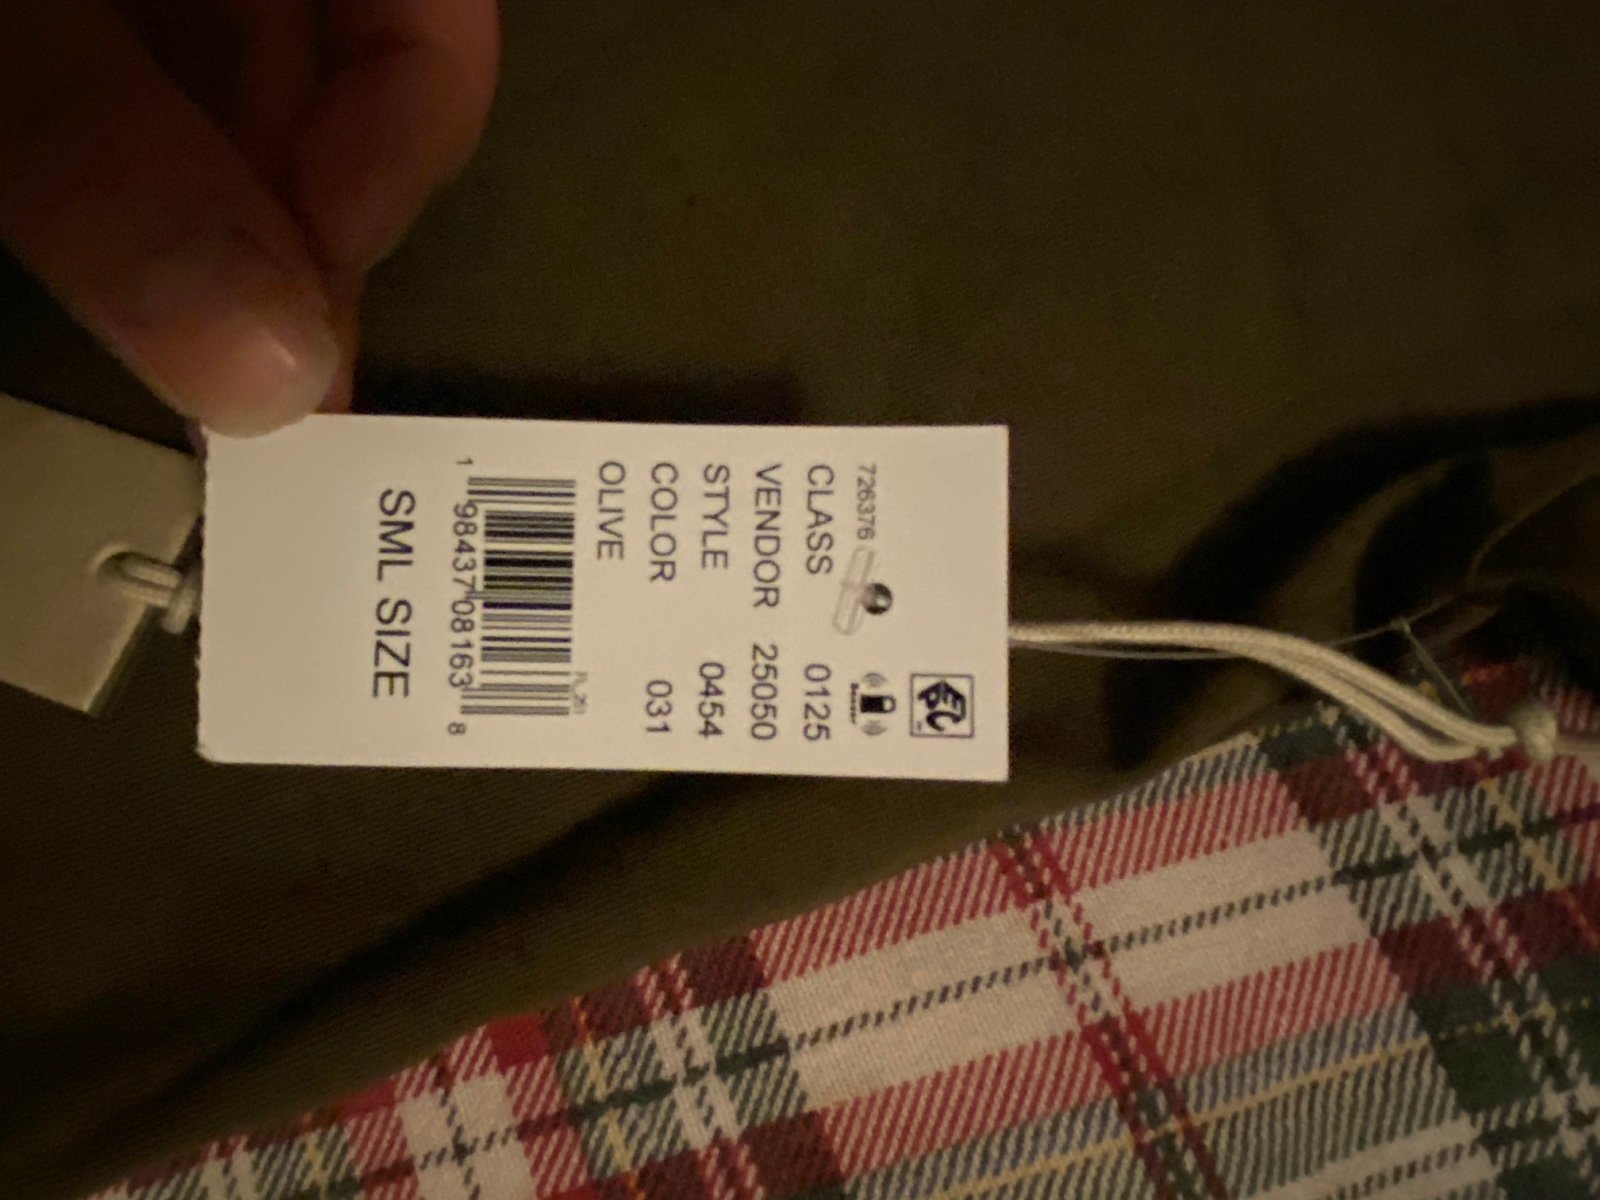 726376
CLASS 0125
VENDOR 25050
STYLE 0454
COLOR 031
OLIVE
1 98437 08163 8
SML SIZE